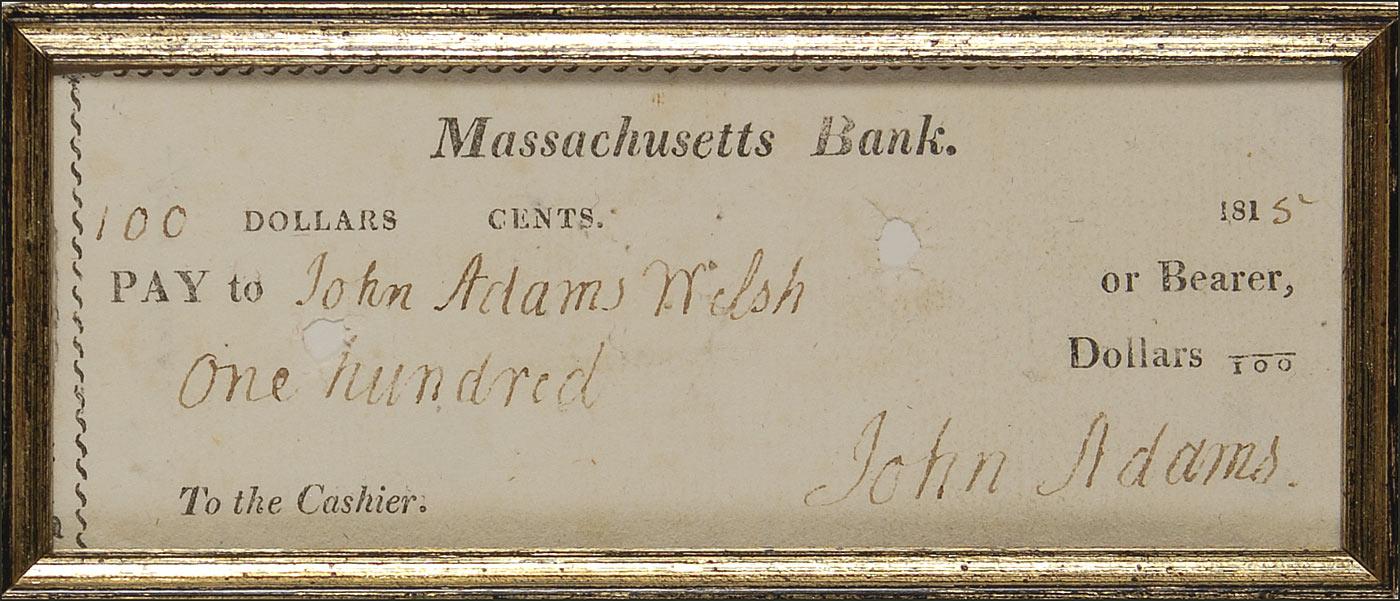 Massachusetts Bank.
100 DOLLARS CENTS. 1815
PAY to John Adams Welsh or Bearer,
One hundred Dollars 100
John Adams.
To the Cashier.